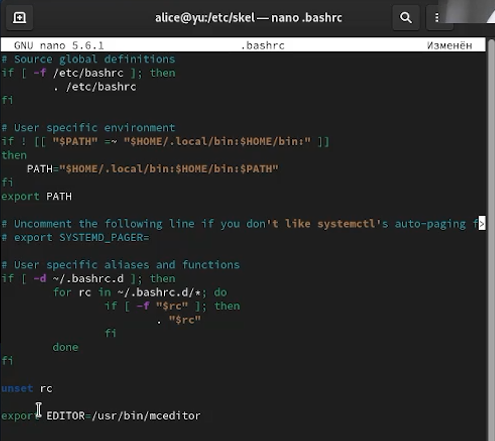 alice@yu:/etc/skel — nano .bashrc
GNU nano 5.6.1 .bashrc Изменён
# Source global definitions
if [ -f /etc/bashrc ]; then
. /etc/bashrc
fi
# User specific environment
if ! [[ "$PATH" =~ "$HOME/.local/bin:$HOME/bin:" ]]
then
PATH="$HOME/.local/bin:$HOME/bin:$PATH"
fi
export PATH
# Uncomment the following line if you don't like systemctl's auto-paging f>
# export SYSTEMD_PAGER=
# User specific aliases and functions
if [ -d ~/.bashrc.d ]; then
for rc in ~/.bashrc.d/*; do
if [ -f "$rc" ]; then
. "$rc"
fi
done
fi
unset rc
export EDITOR=/usr/bin/mceditor